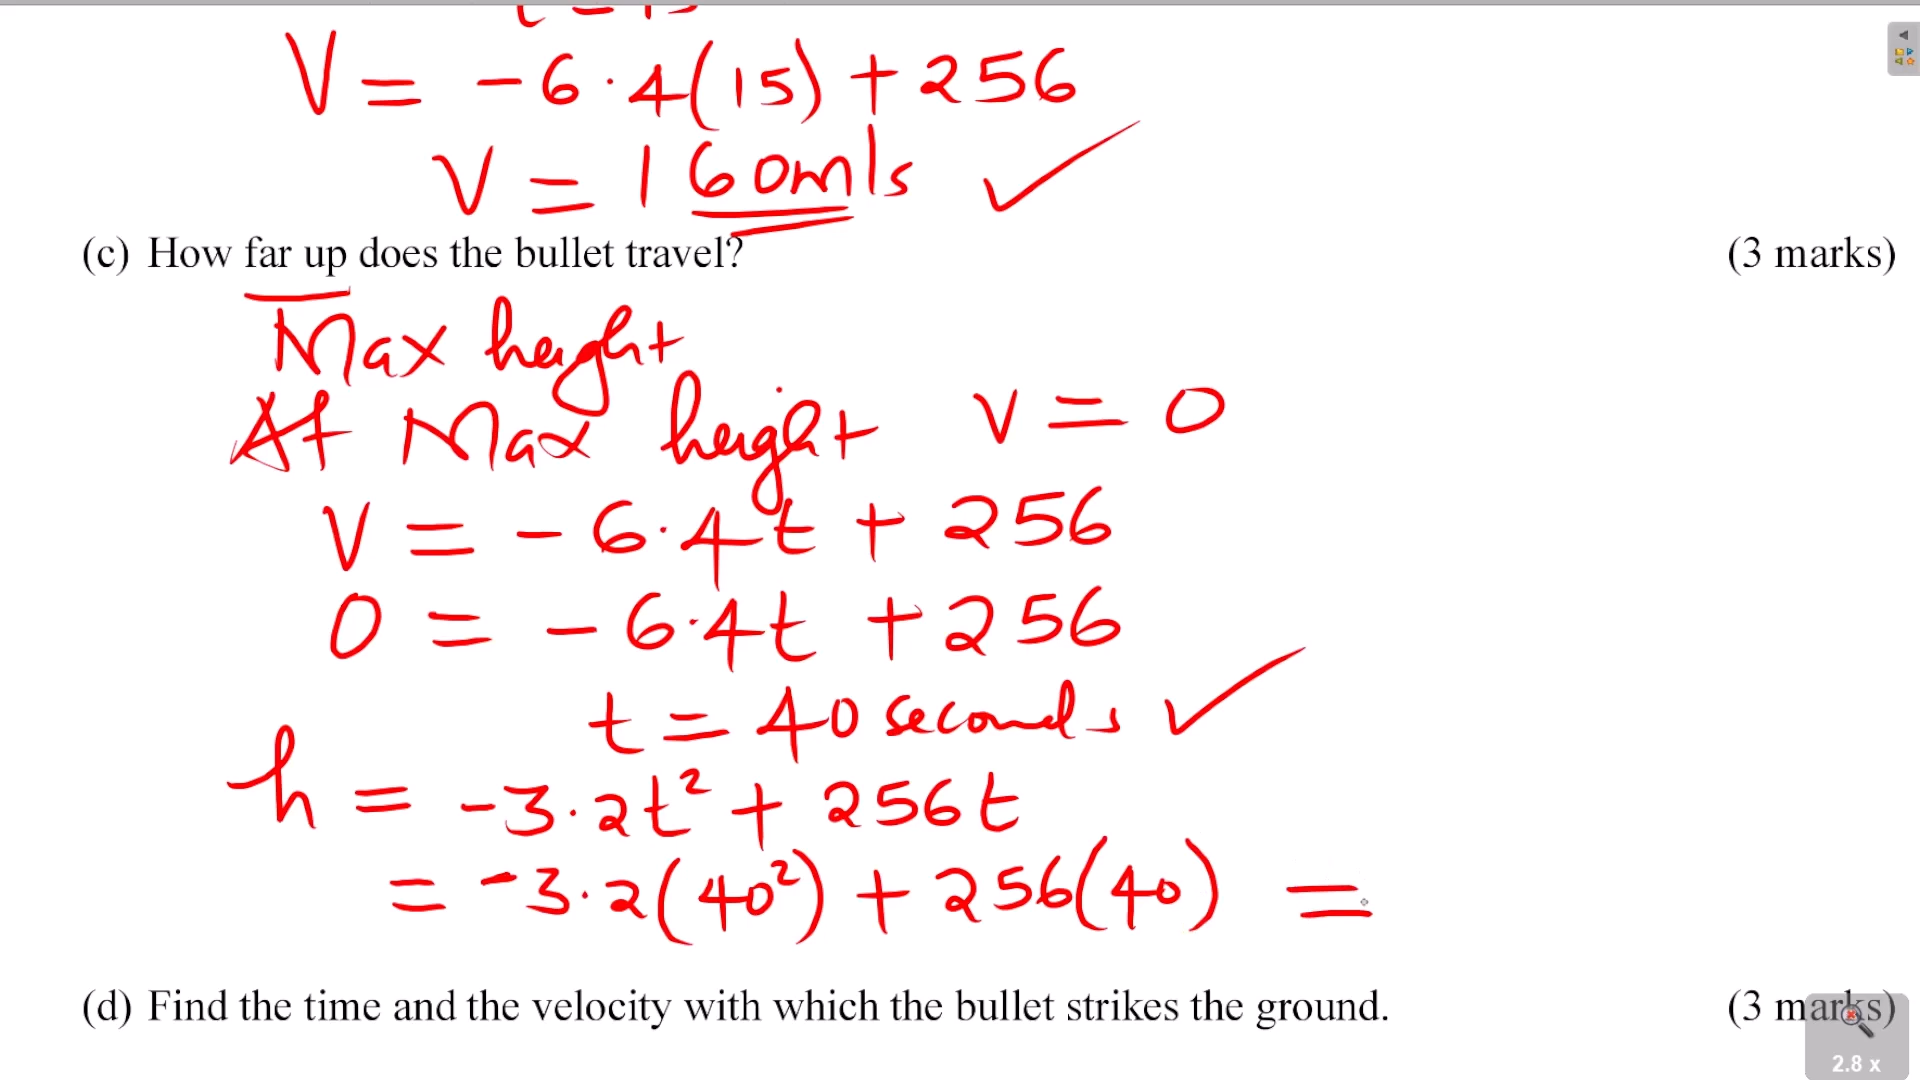 V = -6.4(15) + 256
V = 160m/s ✓
(c) How far up does the bullet travel? (3 marks)
Max height
At Max height v = 0
V = -6.4t + 256
0 = -6.4t + 256
t = 40 seconds ✓
h = -3.2t² + 256t
= -3.2(40²) + 256(40) =
(d) Find the time and the velocity with which the bullet strikes the ground. (3 marks)
2.8 x